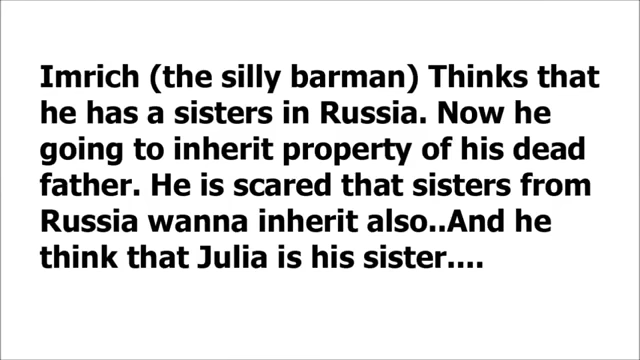 Imrich (the silly barman) Thinks that
he has a sisters in Russia. Now he
going to inherit property of his dead
father. He is scared that sisters from
Russia wanna inherit also..And he
think that Julia is his sister....